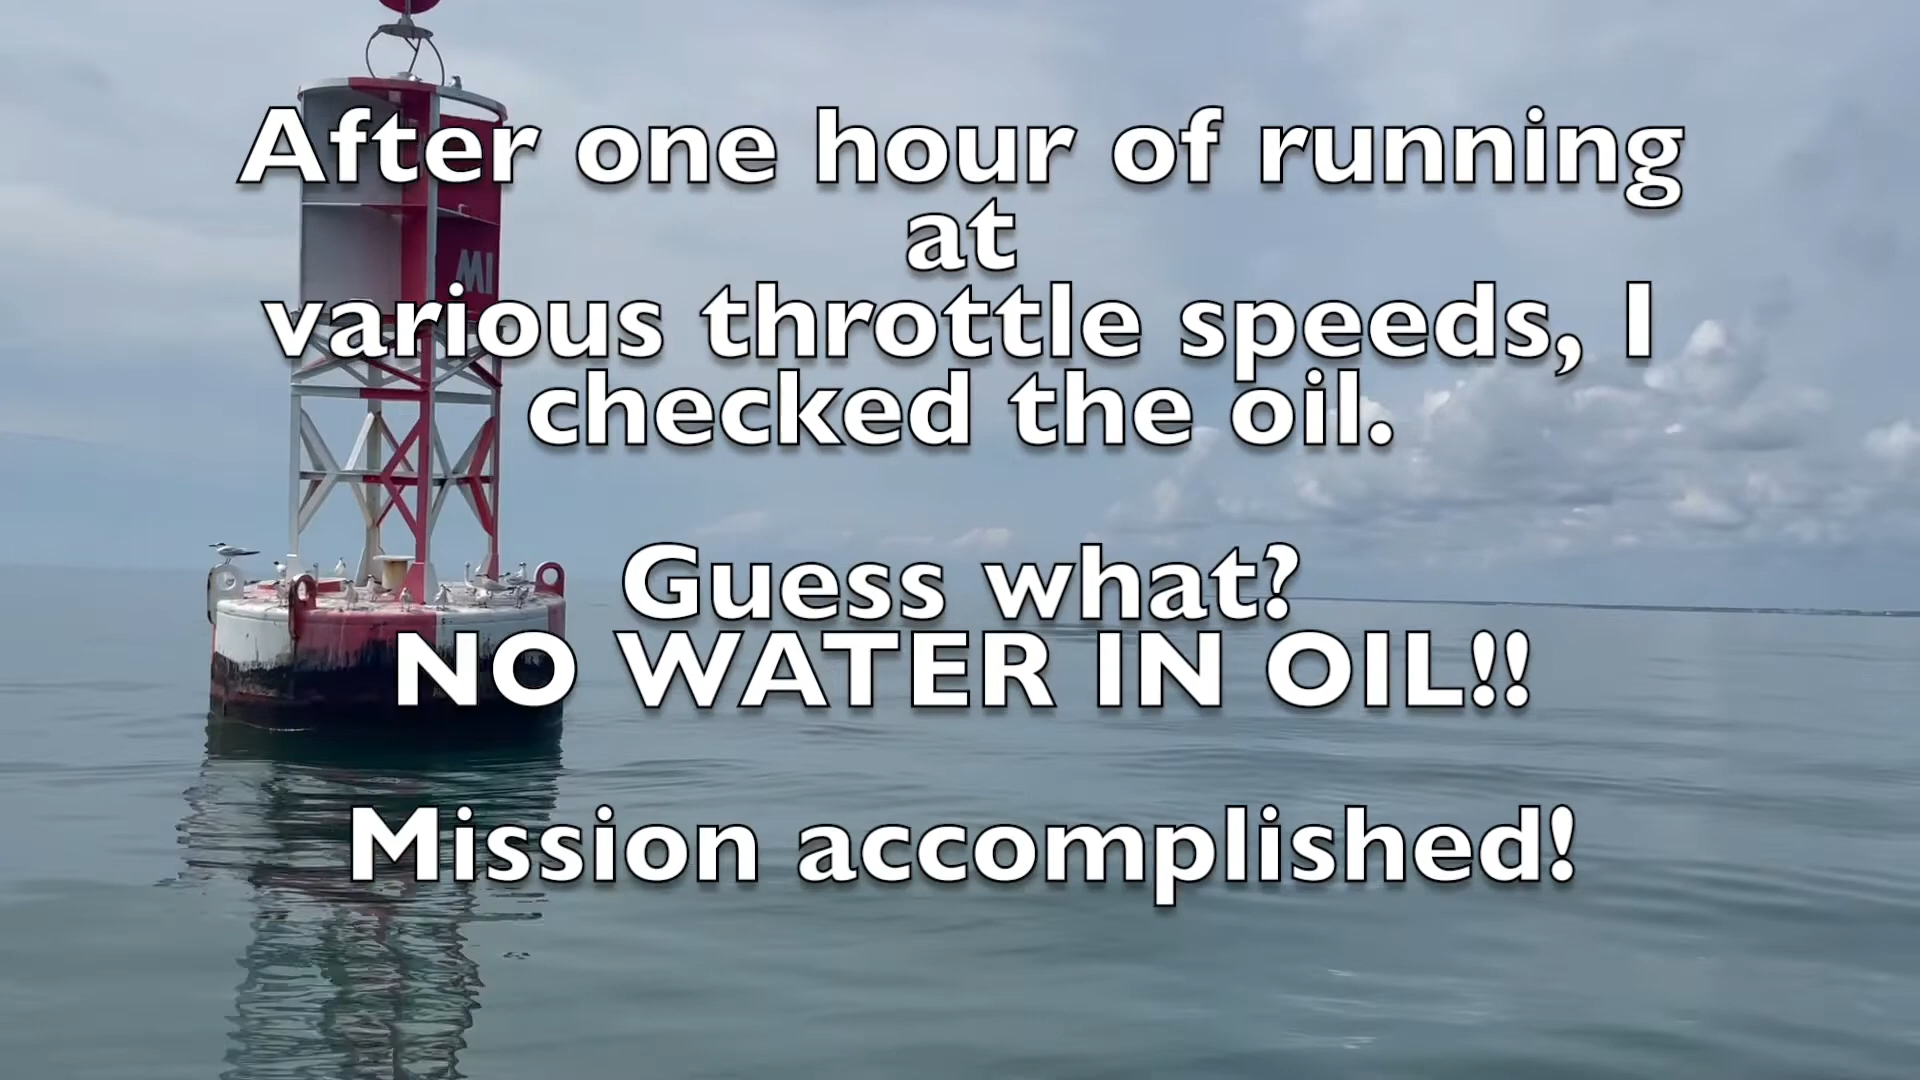 After one hour of running
at
MI
various throttle speeds, I
checked the oil.
Guess what?
NO WATER IN OIL!!
Mission accomplished!